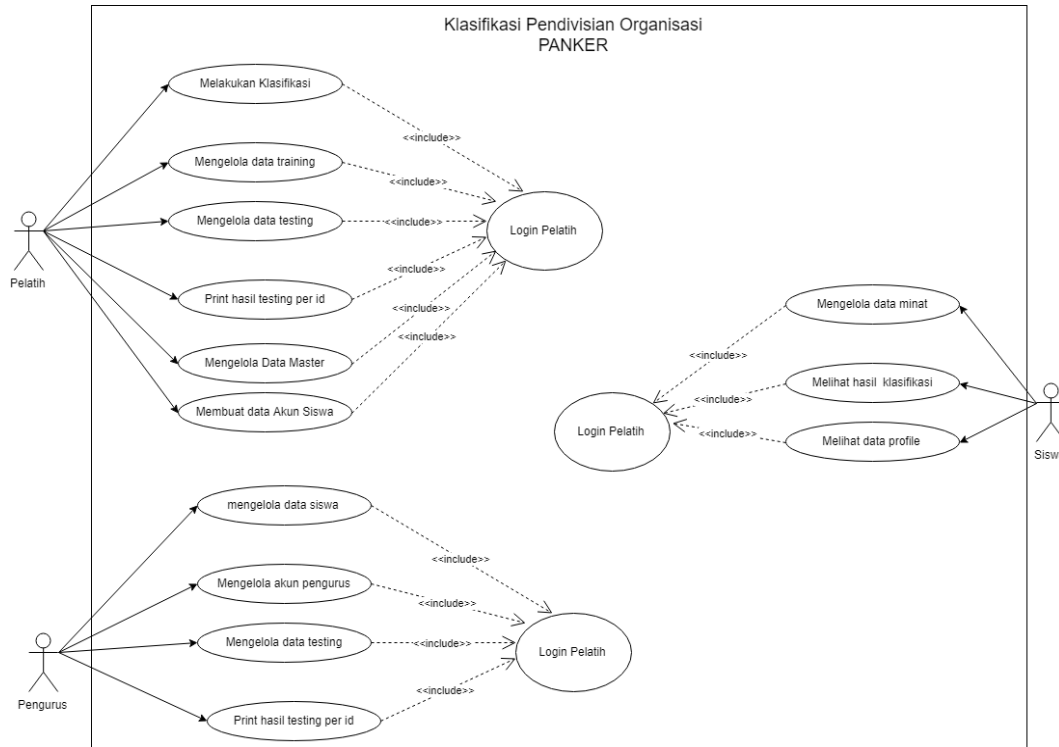 Klasifikasi Pendivisian Organisasi
PANKER
Melakukan Klasifikasi
<<include>>
Mengelola data training
<<include>>
Mengelola data testing
<<include>>
Login Pelatih
Pelatih
Print hasil testing per id
<<include>>
Mengelola Data Master
<<include>>
Membuat data Akun Siswa
<<include>>
Mengelola data minat
<<include>>
Melihat hasil klasifikasi
<<include>>
Login Pelatih
Melihat data profile
<<include>>
Sisw
mengelola data siswa
<<include>>
Mengelola akun pengurus
<<include>>
Mengelola data testing
<<include>>
Login Pelatih
Pengurus
Print hasil testing per id
<<include>>